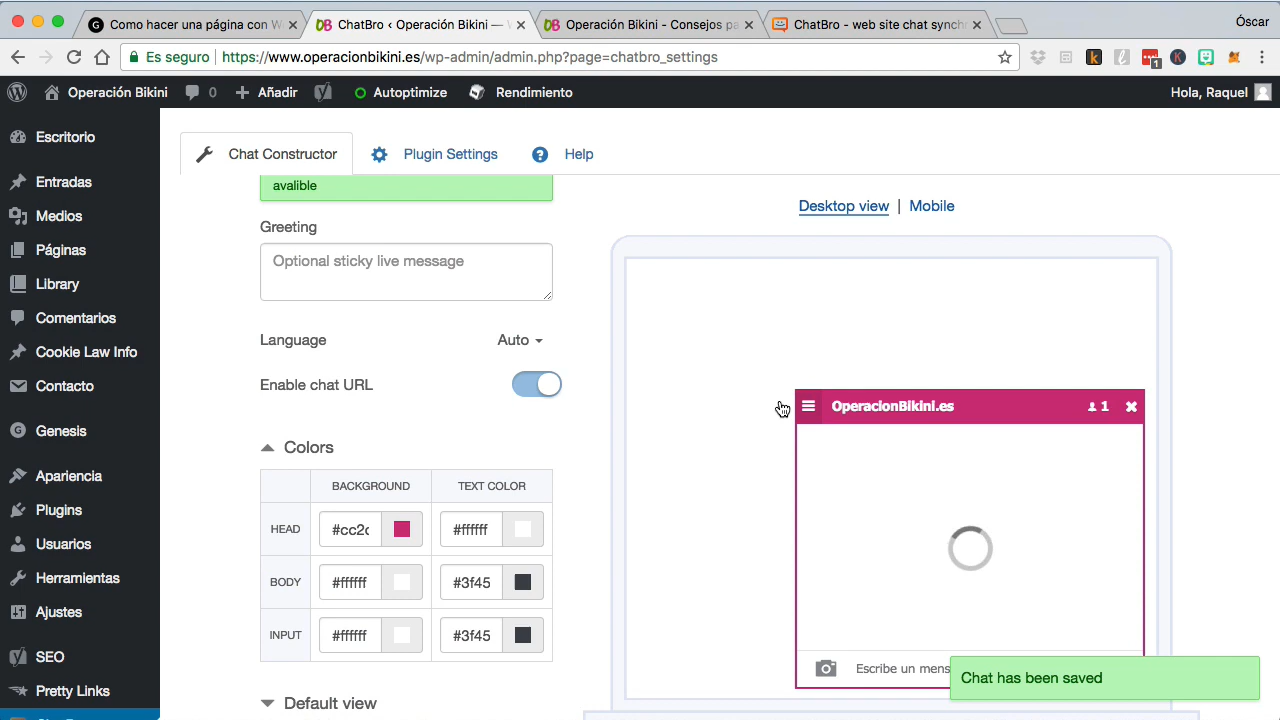 Como hacer una página con W
ChatBro ‹ Operación Bikini —
Operación Bikini - Consejos pa
ChatBro - web site chat synchr
Óscar
Es seguro
https://www.operacionbikini.es/wp-admin/admin.php?page=chatbro_settings
1
Operación Bikini
0
Añadir
Autoptimize
Rendimiento
Hola, Raquel
Escritorio
Entradas
Medios
Páginas
Library
Comentarios
Cookie Law Info
Contacto
Genesis
Apariencia
Plugins
Usuarios
Herramientas
Ajustes
SEO
Pretty Links
Chat Constructor
Plugin Settings
Help
avalible
Greeting
Optional sticky live message
Language
Auto
Enable chat URL
Colors
BACKGROUND
TEXT COLOR
HEAD
#cc2
#ffffff
BODY
#ffffff
#3f45
INPUT
#ffffff
#3f45
Default view
Desktop view | Mobile
OperacionBikini.es
1
Escribe un mens
Chat has been saved